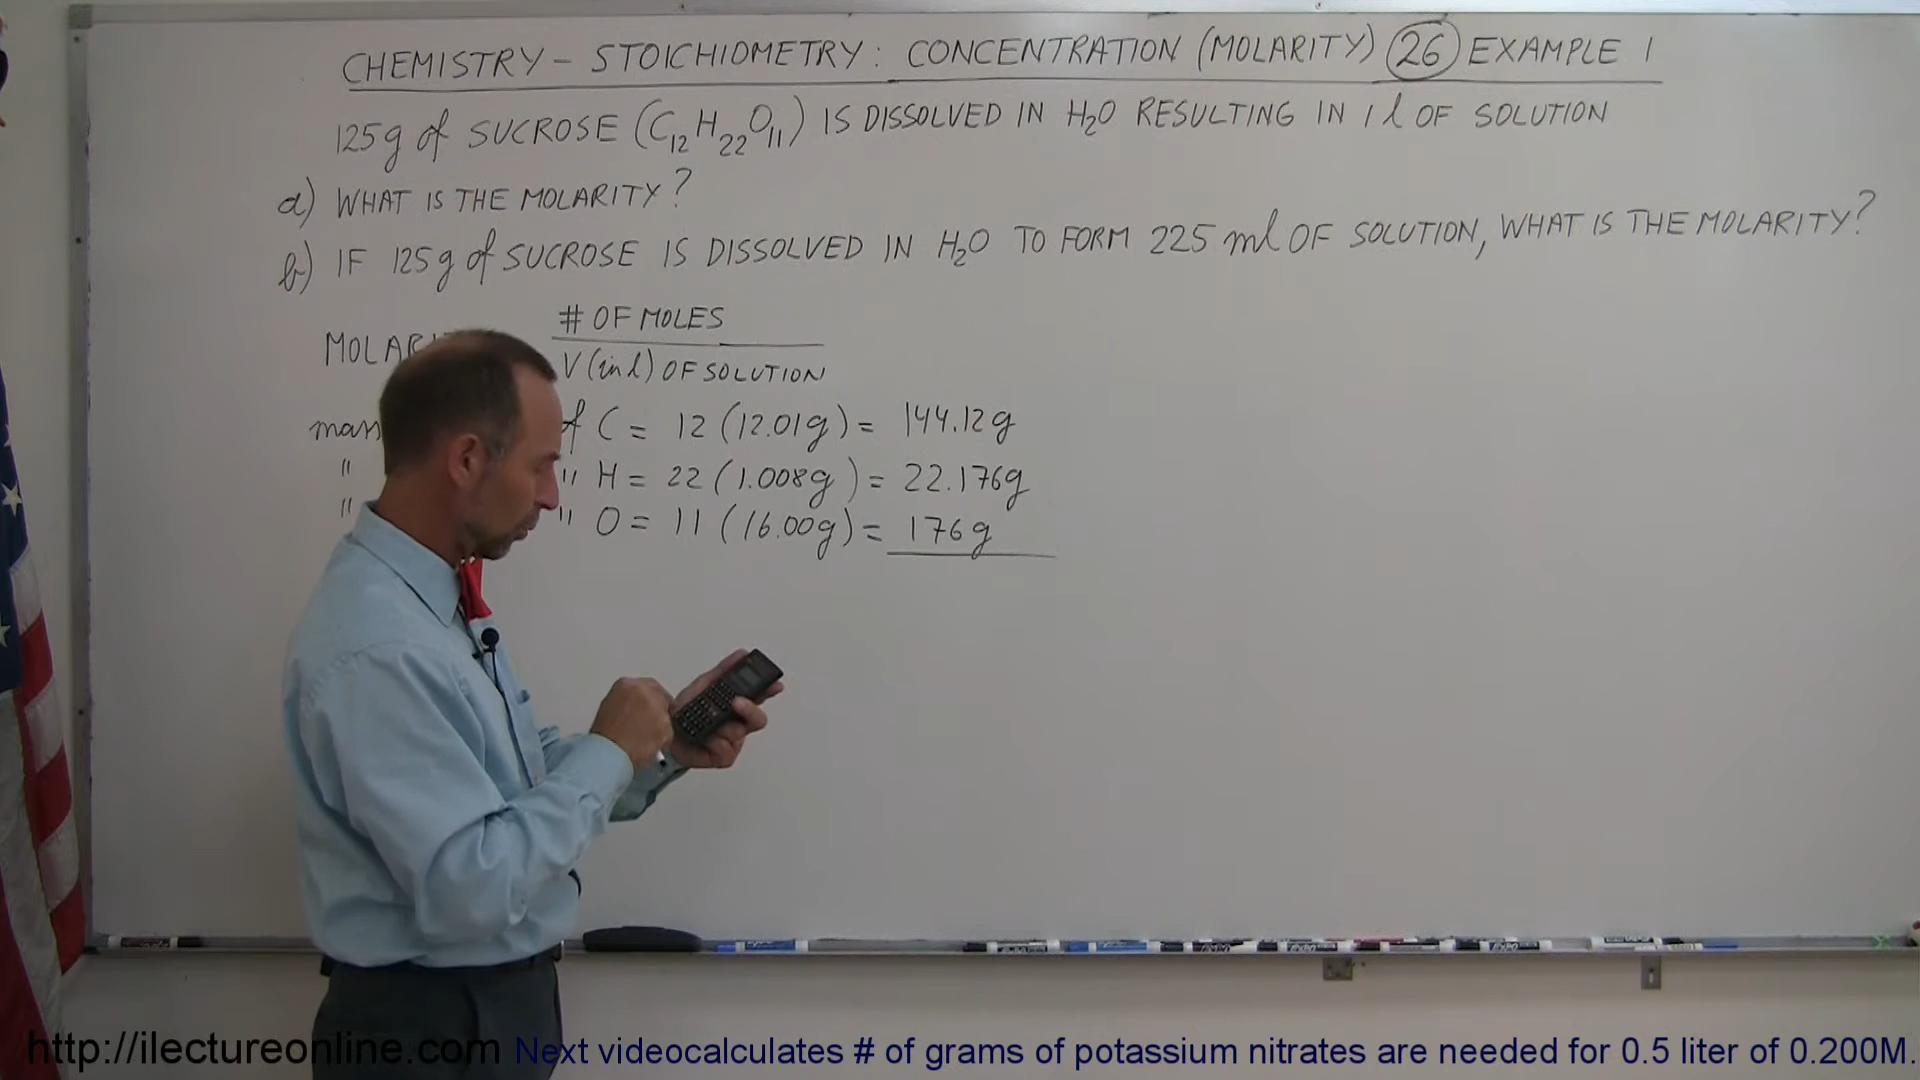 CHEMISTRY - STOICHIOMETRY: CONCENTRATION (MOLARITY) 26 EXAMPLE 1
125g of SUCROSE (C₁₂H₂₂O₁₁) IS DISSOLVED IN H₂O RESULTING IN 1 l OF SOLUTION
a) WHAT IS THE MOLARITY?
b) IF 125g of SUCROSE IS DISSOLVED IN H₂O TO FORM 225 ml OF SOLUTION, WHAT IS THE MOLARITY?
# OF MOLES
V (in l) OF SOLUTION
mass C = 12 (12.01g) = 144.12g
" " H = 22 (1.008g) = 22.176g
" " O = 11 (16.00g) = 176g
http://ilectureonline.com Next videocalculates # of grams of potassium nitrates are needed for 0.5 liter of 0.200M.